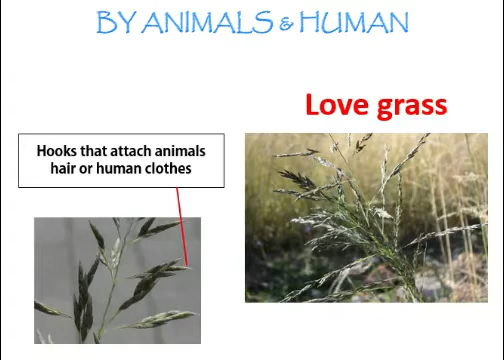 BY ANIMALS & HUMAN
Love grass
Hooks that attach animals
hair or human clothes